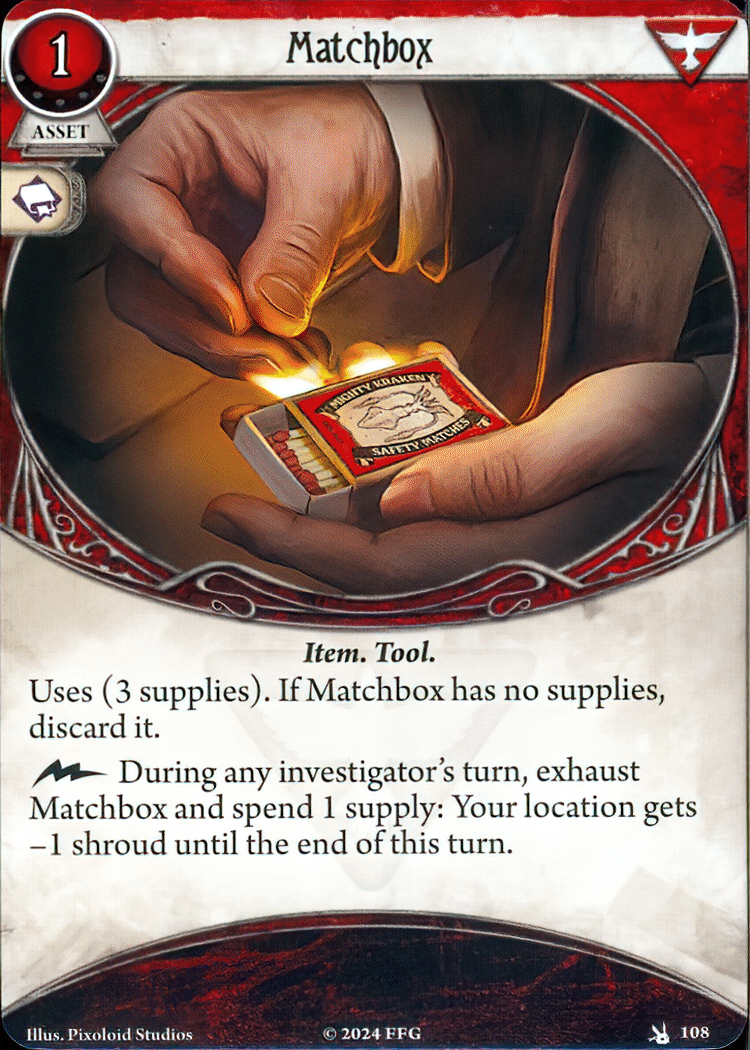 1
Matchbox
ASSET
MIGHTY KRAKEN
SAFETY MATCHES
Item. Tool.
Uses (3 supplies). If Matchbox has no supplies,
discard it.
During any investigator's turn, exhaust
Matchbox and spend 1 supply: Your location gets
–1 shroud until the end of this turn.
Illus. Pixoloid Studios
© 2024 FFG
108